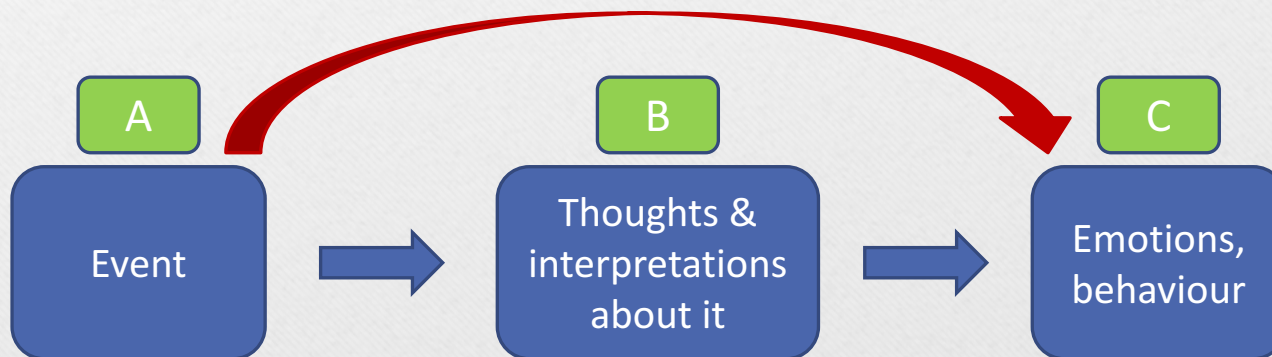 A
B
C
Event
Thoughts &
interpretations
about it
Emotions,
behaviour